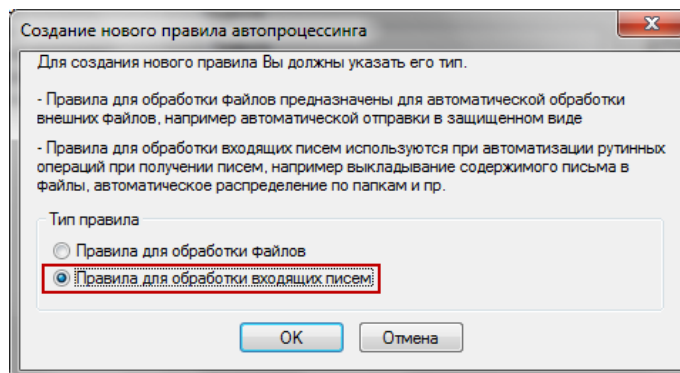 Создание нового правила автопроцессинга
Для создания нового правила Вы должны указать его тип.
- Правила для обработки файлов предназначены для автоматической обработки
внешних файлов, например автоматической отправки в защищенном виде
- Правила для обработки входящих писем используются при автоматизации рутинных
операций при получении писем, например выкладывание содержимого письма в
файлы, автоматическое распределение по папкам и пр.
Тип правила
Правила для обработки файлов
Правила для обработки входящих писем
OK
Отмена